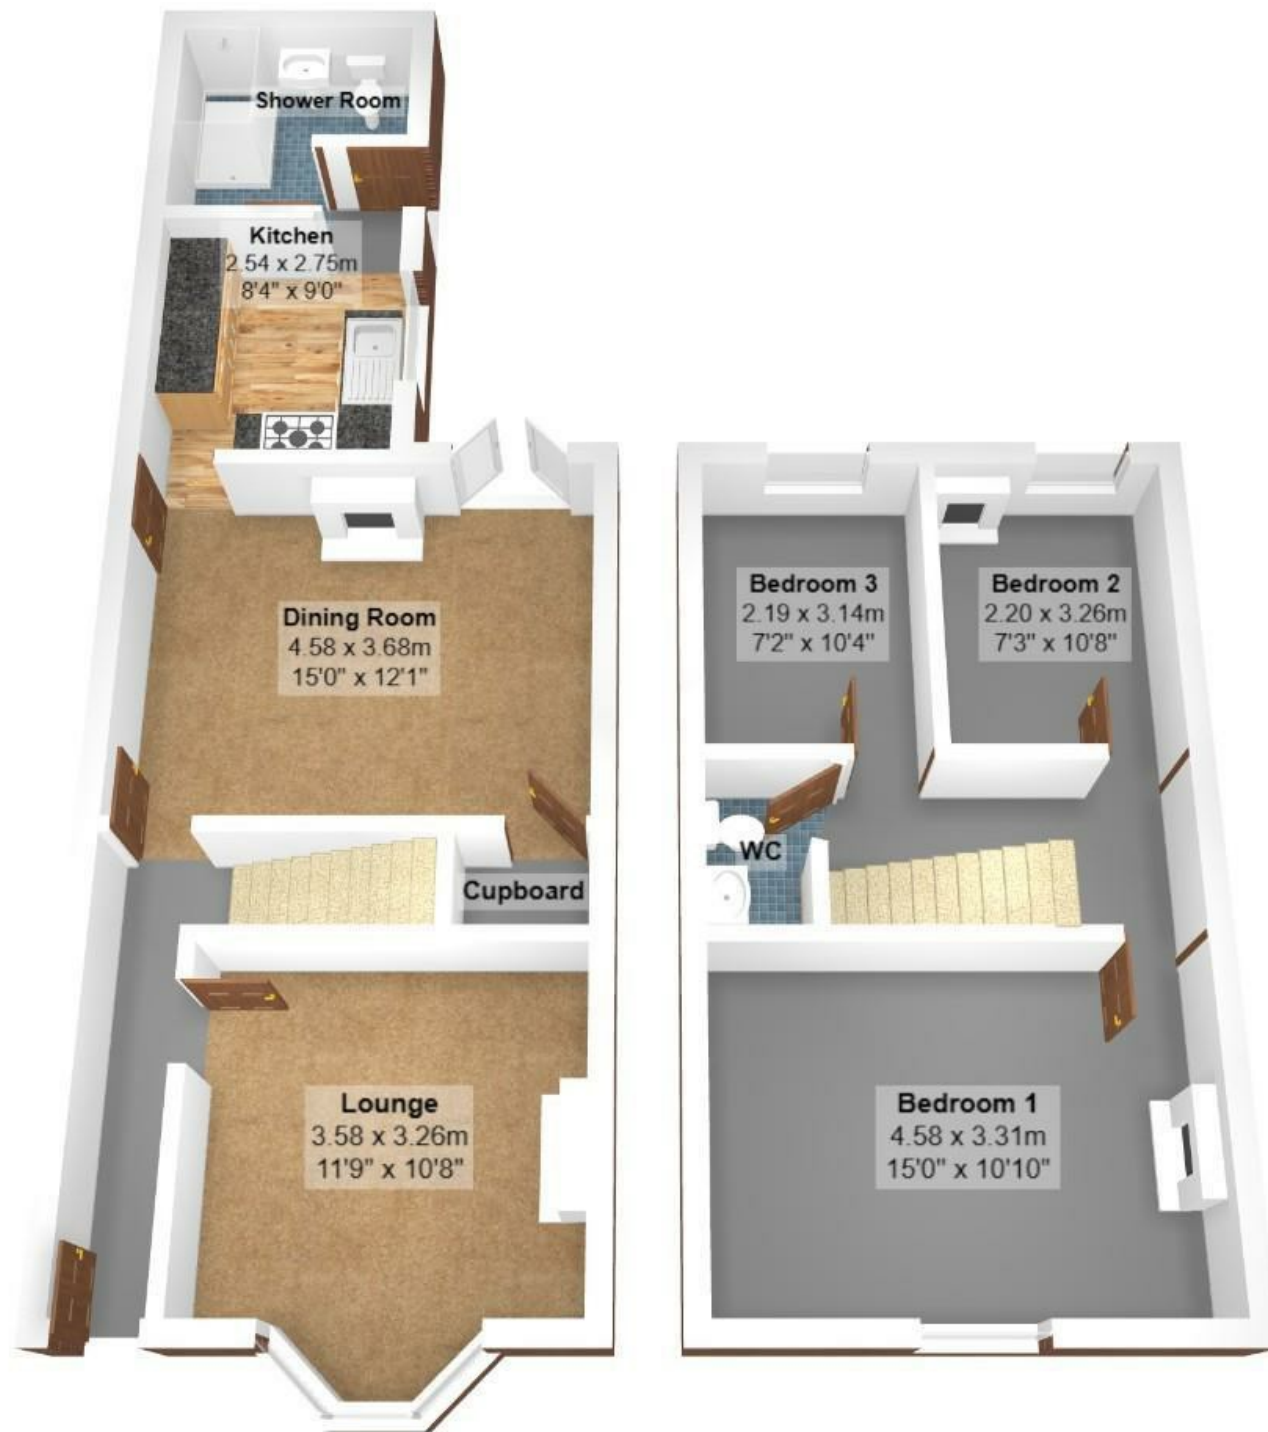 Shower Room
Kitchen
2.54 x 2.75m
8'4" x 9'0"
Dining Room
4.58 x 3.68m
15'0" x 12'1"
Cupboard
Lounge
3.58 x 3.26m
11'9" x 10'8"
Bedroom 3
2.19 x 3.14m
7'2" x 10'4"
Bedroom 2
2.20 x 3.26m
7'3" x 10'8"
WC
Bedroom 1
4.58 x 3.31m
15'0" x 10'10"